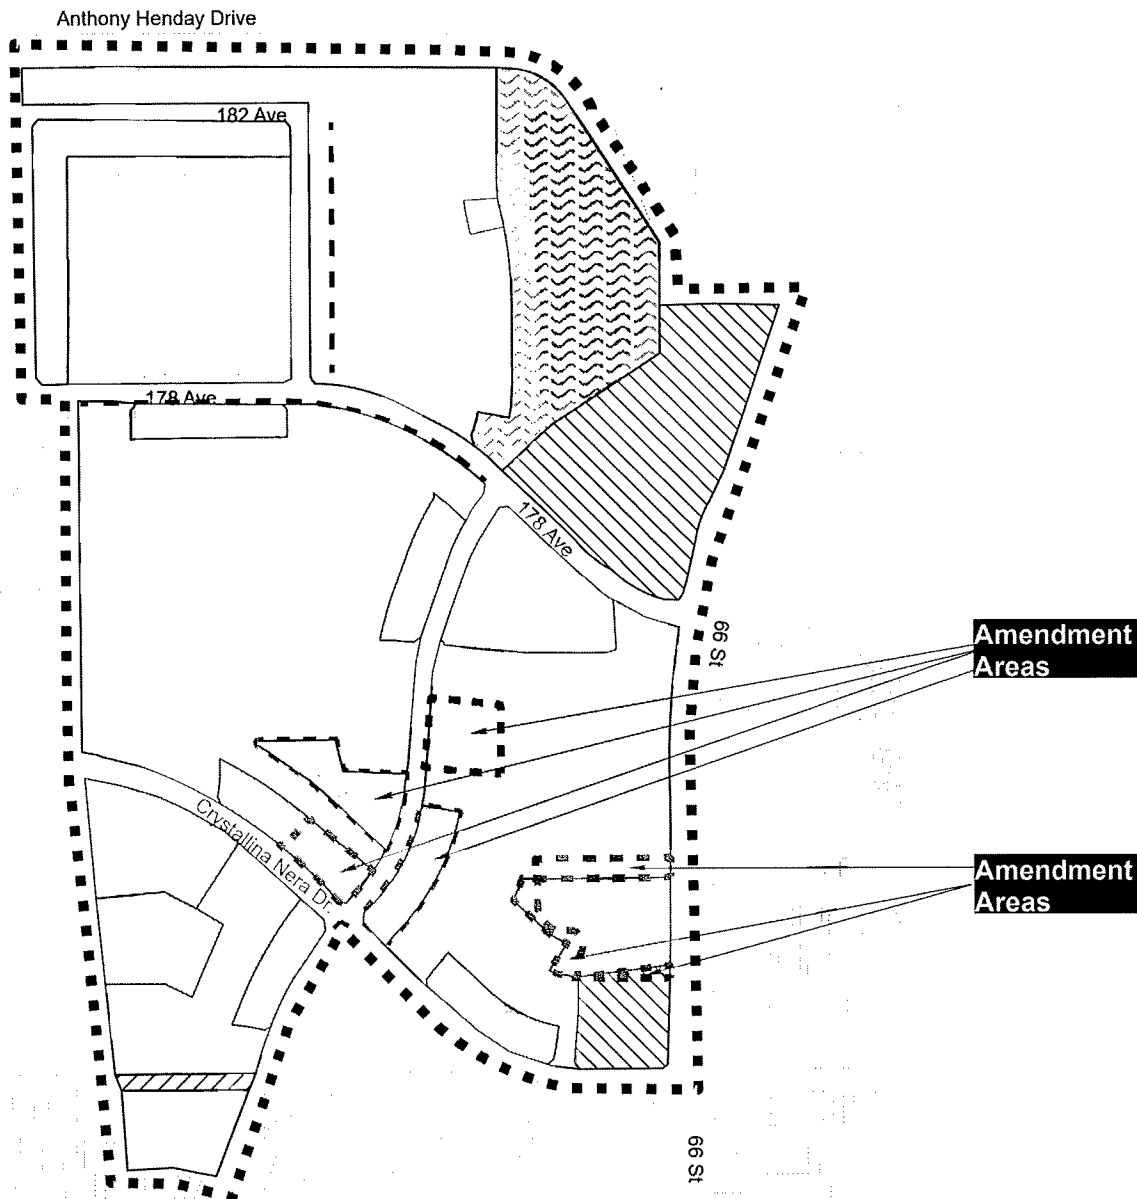 Anthony Henday Drive
182 Ave
178 Ave
178 Ave
66 St
Amendment
Areas
Crystallina Nera Dr.
Amendment
Areas
66 St